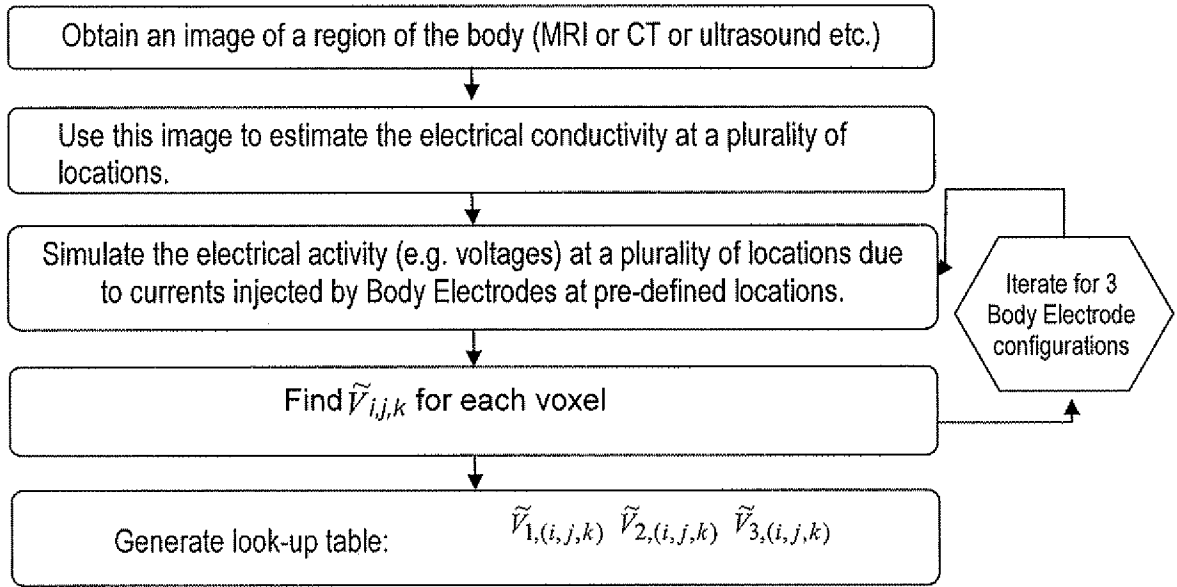 Obtain an image of a region of the body (MRI or CT or ultrasound etc.)
Use this image to estimate the electrical conductivity at a plurality of
locations.
Simulate the electrical activity (e.g. voltages) at a plurality of locations due
to currents injected by Body Electrodes at pre-defined locations.
Iterate for 3
Body Electrode
configurations
Find Ṽi,j,k for each voxel
Generate look-up table: Ṽ1,(i,j,k) Ṽ2,(i,j,k) Ṽ3,(i,j,k)